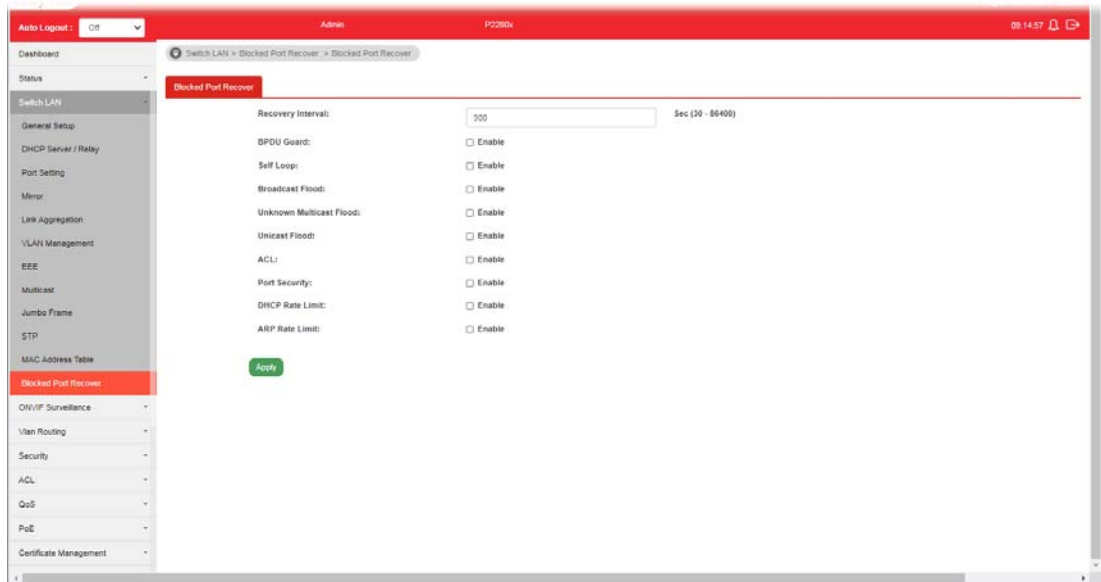 Auto Logout : Off Admin P2280x 09:14:57
Dashboard
Status
Switch LAN
General Setup
DHCP Server / Relay
Port Setting
Mirror
Link Aggregation
VLAN Management
EEE
Multicast
Jumbo Frame
STP
MAC Address Table
Blocked Port Recover
ONVIF Surveillance
Vlan Routing
Security
ACL
QoS
PoE
Certificate Management
Switch LAN > Blocked Port Recover > Blocked Port Recover
Blocked Port Recover
Recovery Interval: 300 Sec (30 - 86400)
BPDU Guard: Enable
Self Loop: Enable
Broadcast Flood: Enable
Unknown Multicast Flood: Enable
Unicast Flood: Enable
ACL: Enable
Port Security: Enable
DHCP Rate Limit: Enable
ARP Rate Limit: Enable
Apply